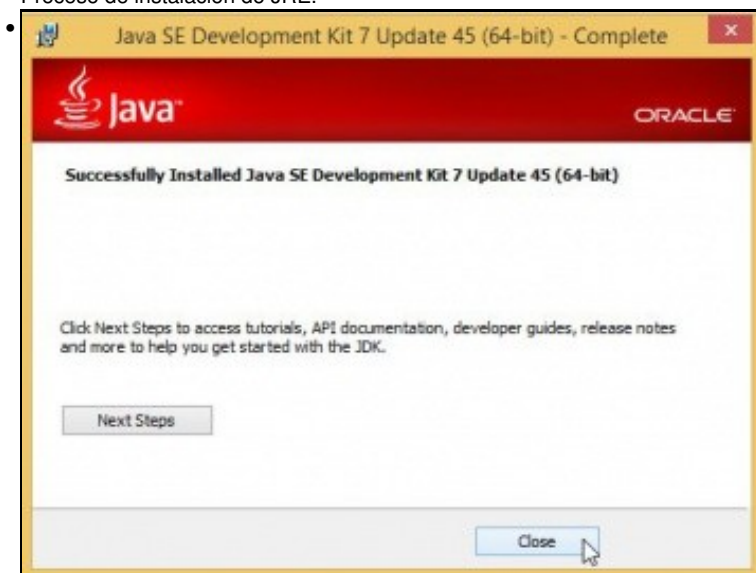 Proceso de instalación de JRE.
Java SE Development Kit 7 Update 45 (64-bit) - Complete
Java™
ORACLE®
Successfully Installed Java SE Development Kit 7 Update 45 (64-bit)
Click Next Steps to access tutorials, API documentation, developer guides, release notes
and more to help you get started with the JDK.
Next Steps
Close